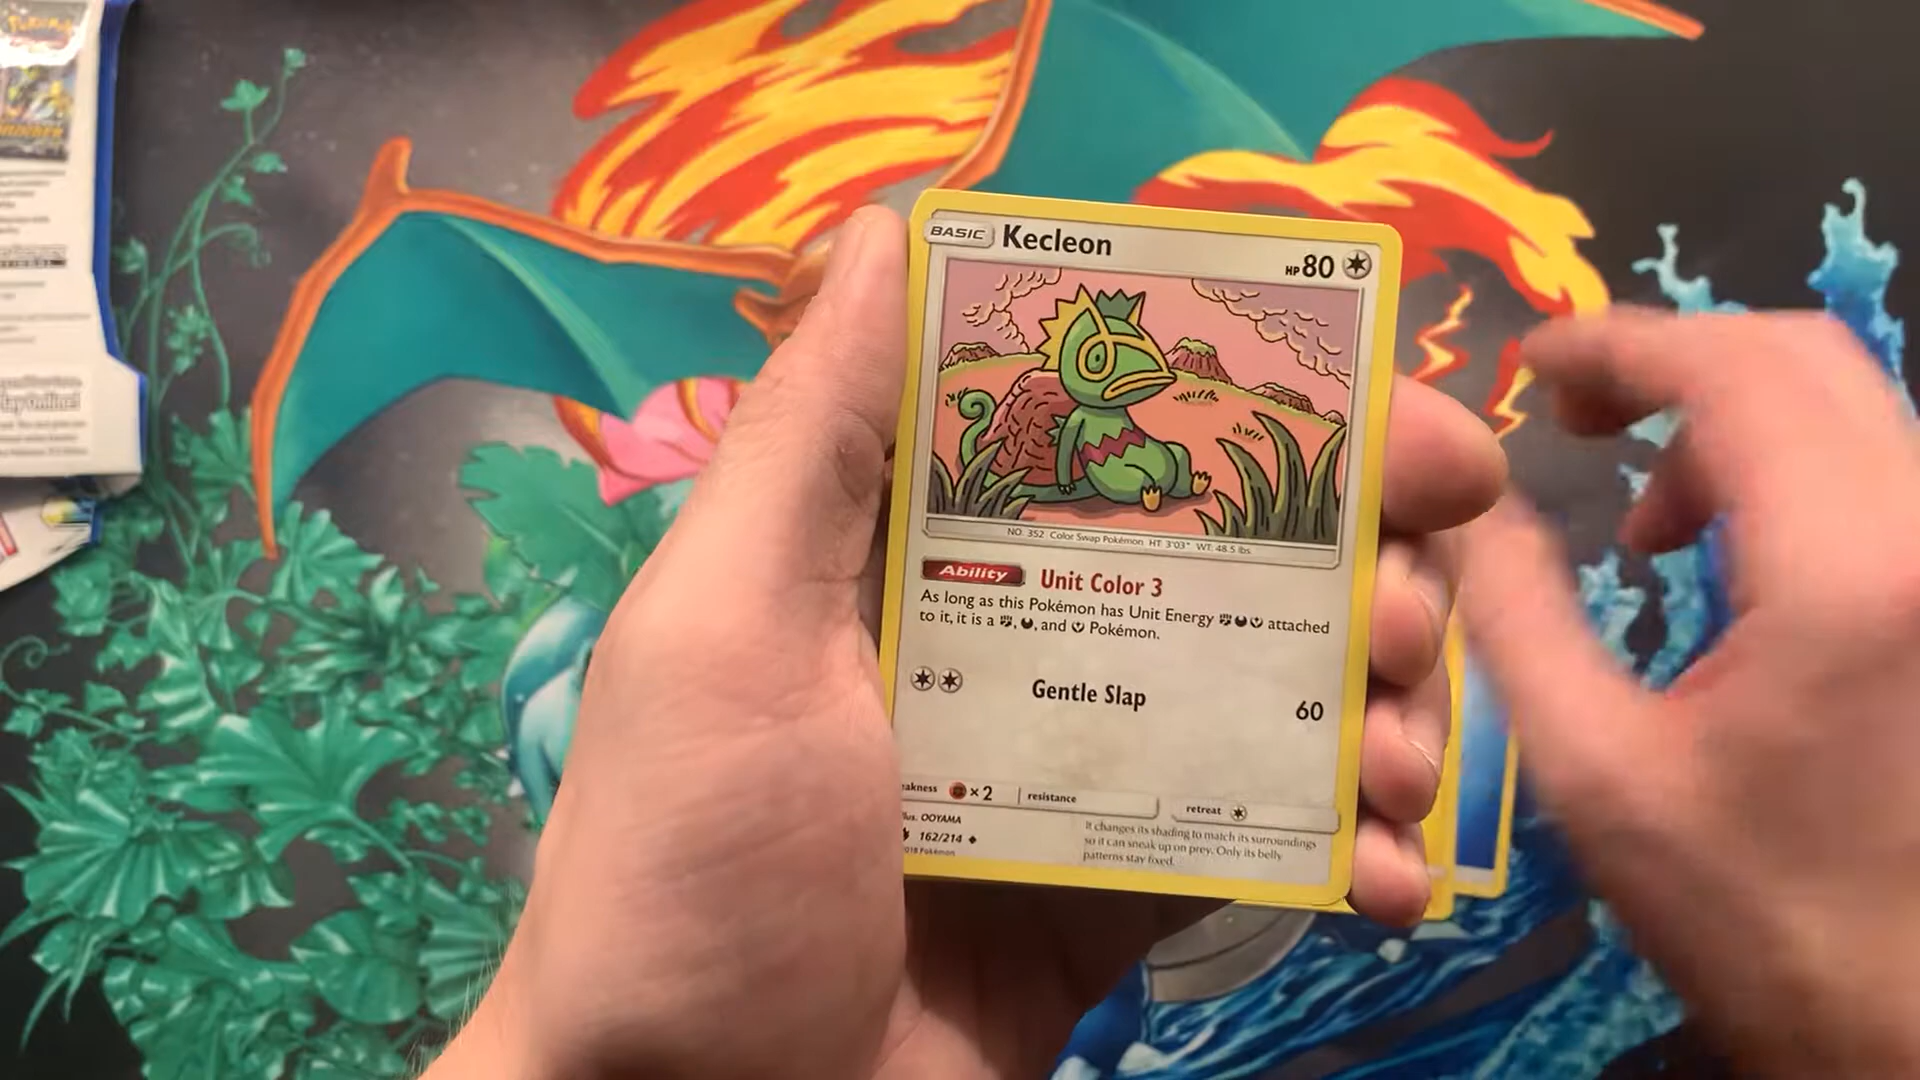 BASIC Kecleon HP 80
NO. 352 Color Swap Pokémon HT: 3'03" WT: 48.5 lbs.
Ability Unit Color 3
As long as this Pokémon has Unit Energy attached
to it, it is a , , and Pokémon.
Gentle Slap 60
×2 resistance retreat
OOYAMA
162/214
Pokémon
It changes its shading to match its surroundings
so it can sneak up on prey. Only its belly
patterns stay fixed.